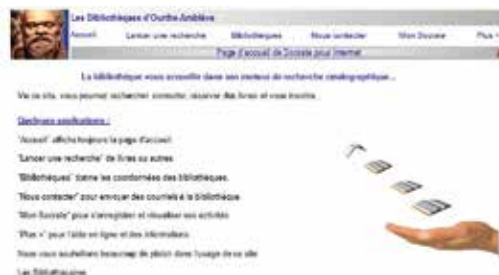 Les Bibliothèques d'Ourthe-Amblève
Accueil Lancer une recherche Bibliothèques Nous contacter Mon Socrate Plus +
Page d'accueil de Socrate pour Internet
La bibliothèque vous accueille dans son moteur de recherche catalographique...
Via ce site, vous pourrez rechercher, consulter, réserver des livres et vous inscrire.
Quelques explications :
"Accueil" affiche toujours la page d'accueil.
"Lancer une recherche" de livres ou autres
"Bibliothèques" donne les coordonnées des bibliothèques.
"Nous contacter" pour envoyer des courriels à la bibliothèque.
"Mon Socrate" pour s'enregistrer et visualiser vos activités.
"Plus +" pour l'aide en ligne et des informations.
Nous vous souhaitons beaucoup de plaisir dans l'usage de ce site
Les Bibliothécaires